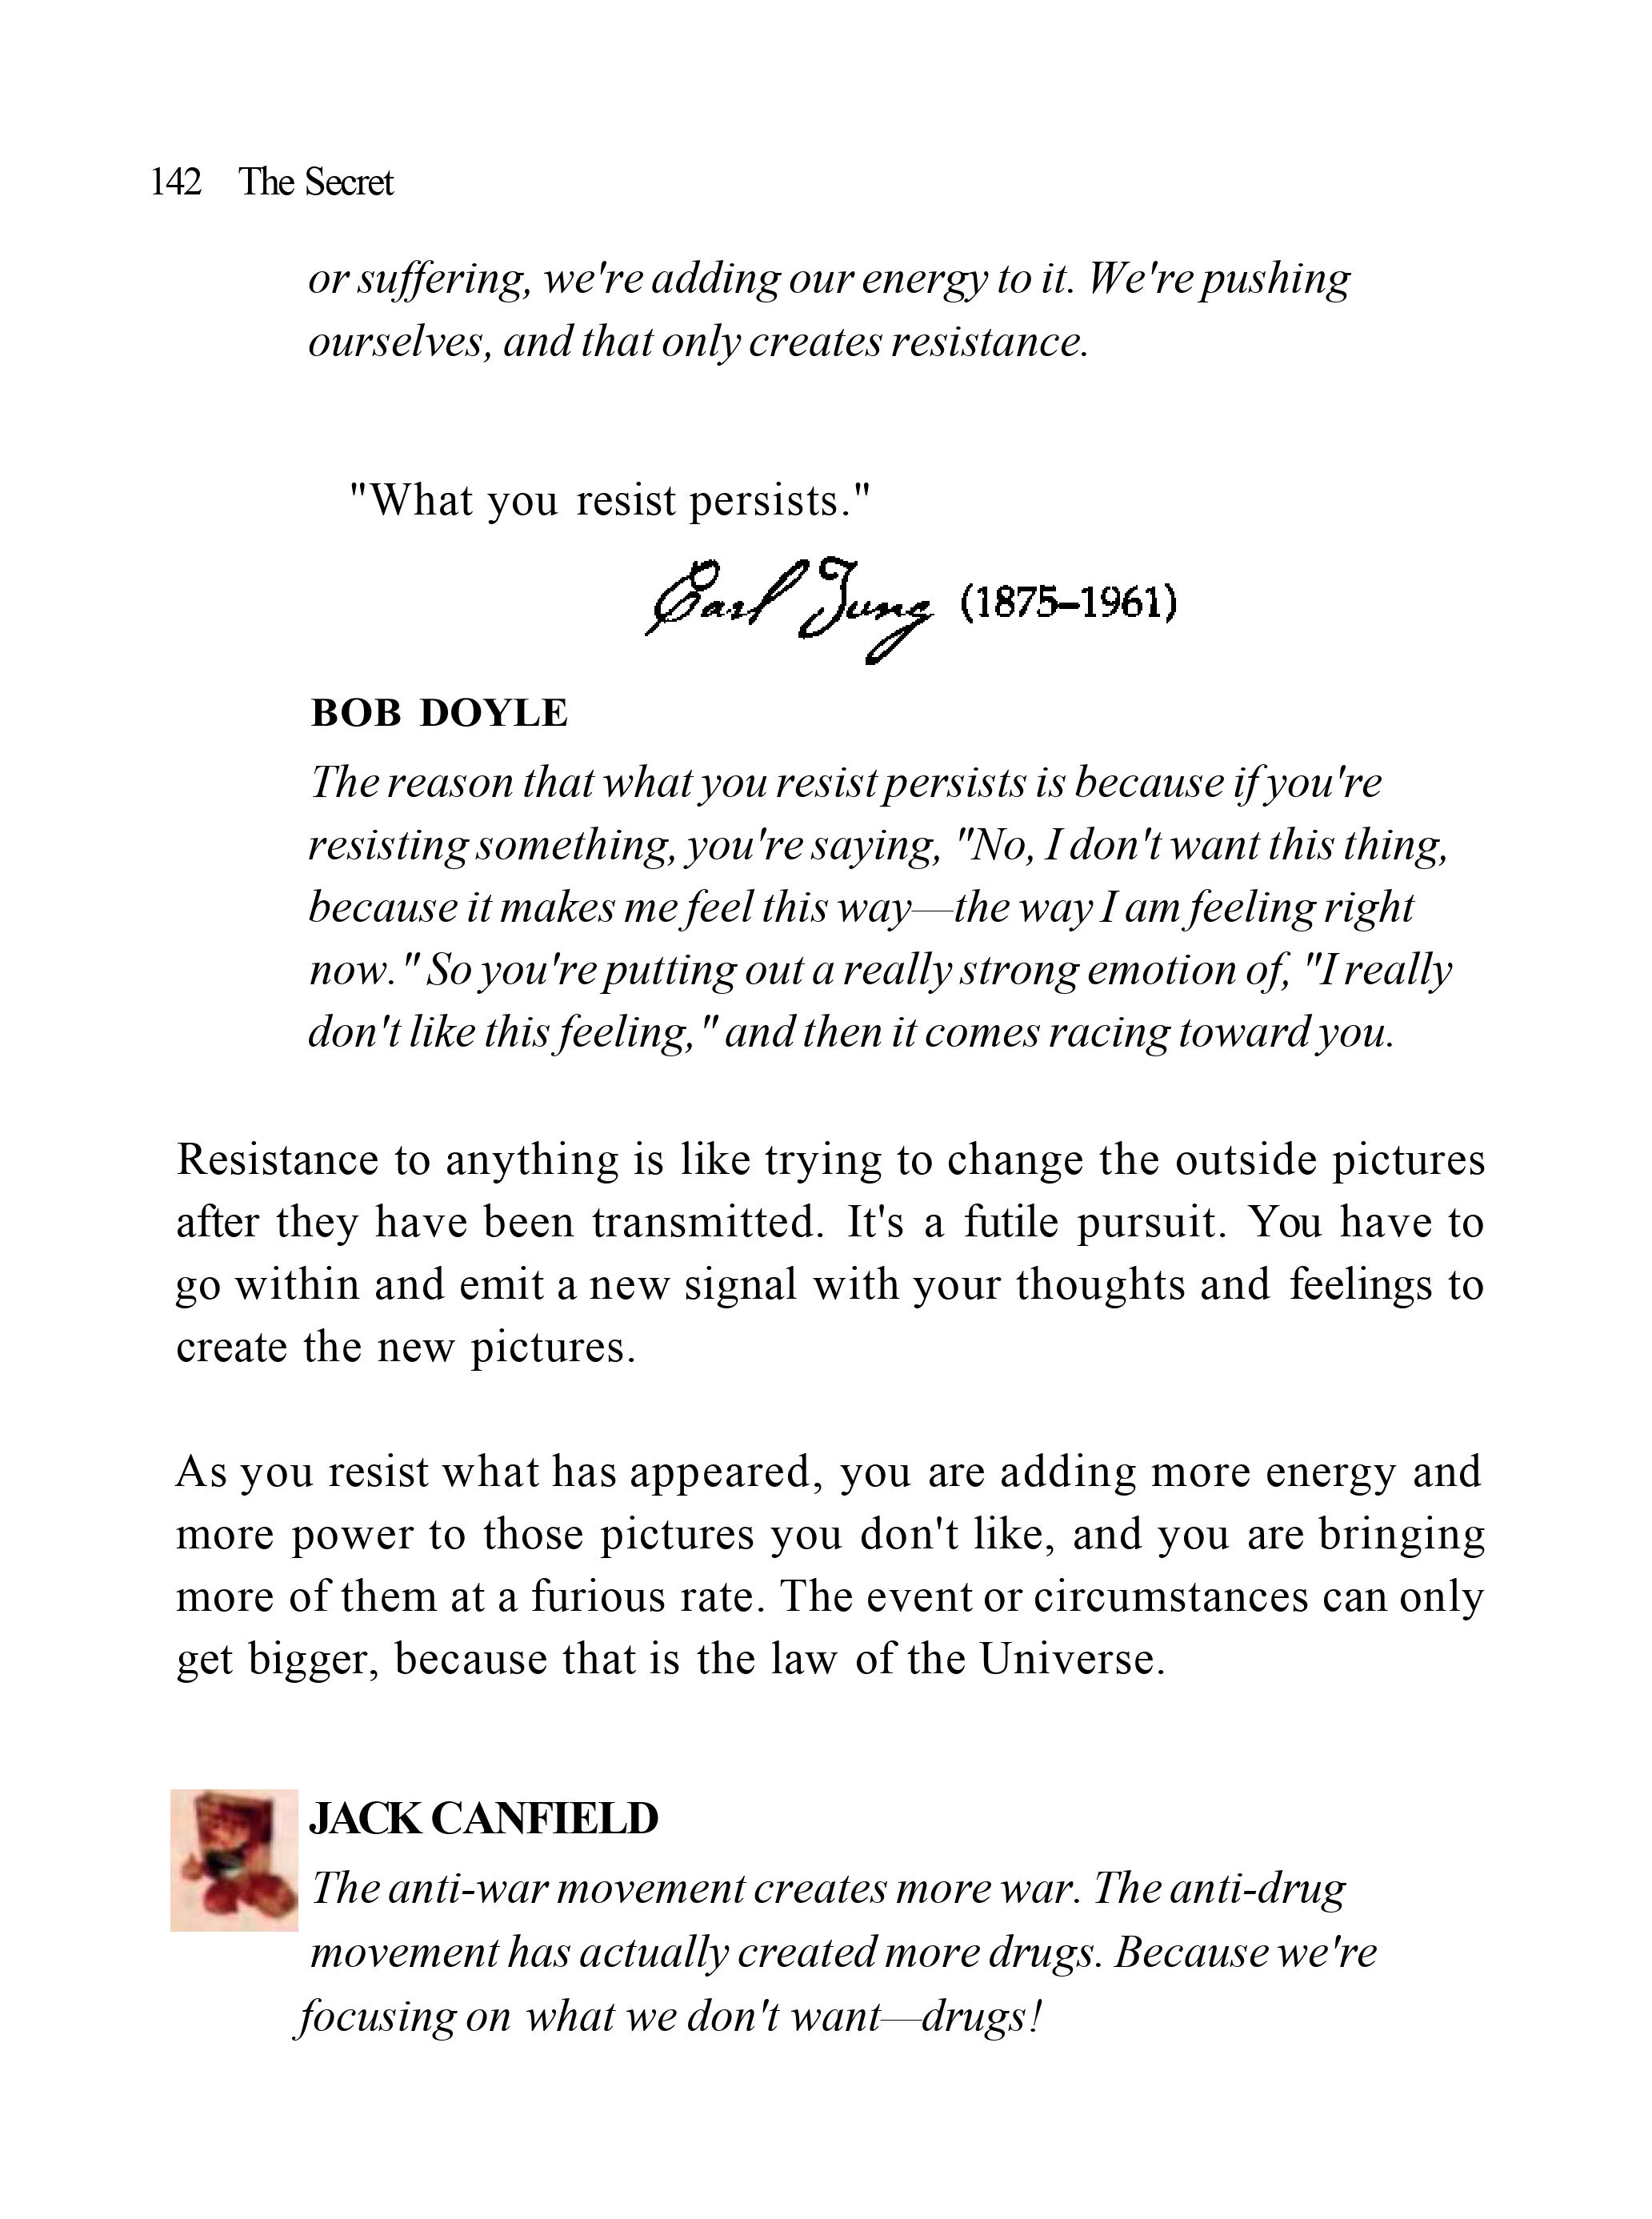 142 The Secret
or suffering, we're adding our energy to it. We're pushing
ourselves, and that only creates resistance.
"What you resist persists."
Carl Jung (1875–1961)
BOB DOYLE
The reason that what you resist persists is because if you're
resisting something, you're saying, "No, I don't want this thing,
because it makes me feel this way—the way I am feeling right
now." So you're putting out a really strong emotion of, "I really
don't like this feeling," and then it comes racing toward you.
Resistance to anything is like trying to change the outside pictures
after they have been transmitted. It's a futile pursuit. You have to
go within and emit a new signal with your thoughts and feelings to
create the new pictures.
As you resist what has appeared, you are adding more energy and
more power to those pictures you don't like, and you are bringing
more of them at a furious rate. The event or circumstances can only
get bigger, because that is the law of the Universe.
JACK CANFIELD
The anti-war movement creates more war. The anti-drug
movement has actually created more drugs. Because we're
focusing on what we don't want—drugs!